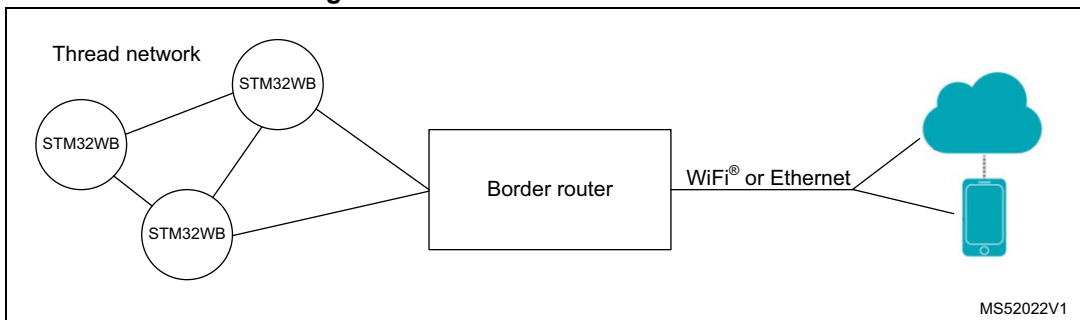 Thread network
STM32WB
STM32WB
STM32WB
Border router
WiFi® or Ethernet
MS52022V1